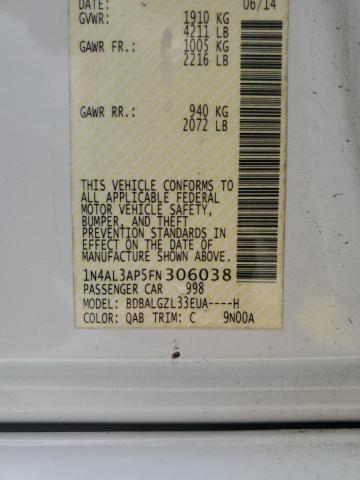 DATE: 06/14
GVWR: 1910 KG
4211 LB
GAWR FR.: 1005 KG
2216 LB
GAWR RR.: 940 KG
2072 LB
THIS VEHICLE CONFORMS TO
ALL APPLICABLE FEDERAL
MOTOR VEHICLE SAFETY,
BUMPER, AND THEFT
PREVENTION STANDARDS IN
EFFECT ON THE DATE OF
MANUFACTURE SHOWN ABOVE.
1N4AL3AP5FN306038
PASSENGER CAR 998
MODEL: BDBALGZL33EUA----H
COLOR: QAB TRIM: C 9N00A